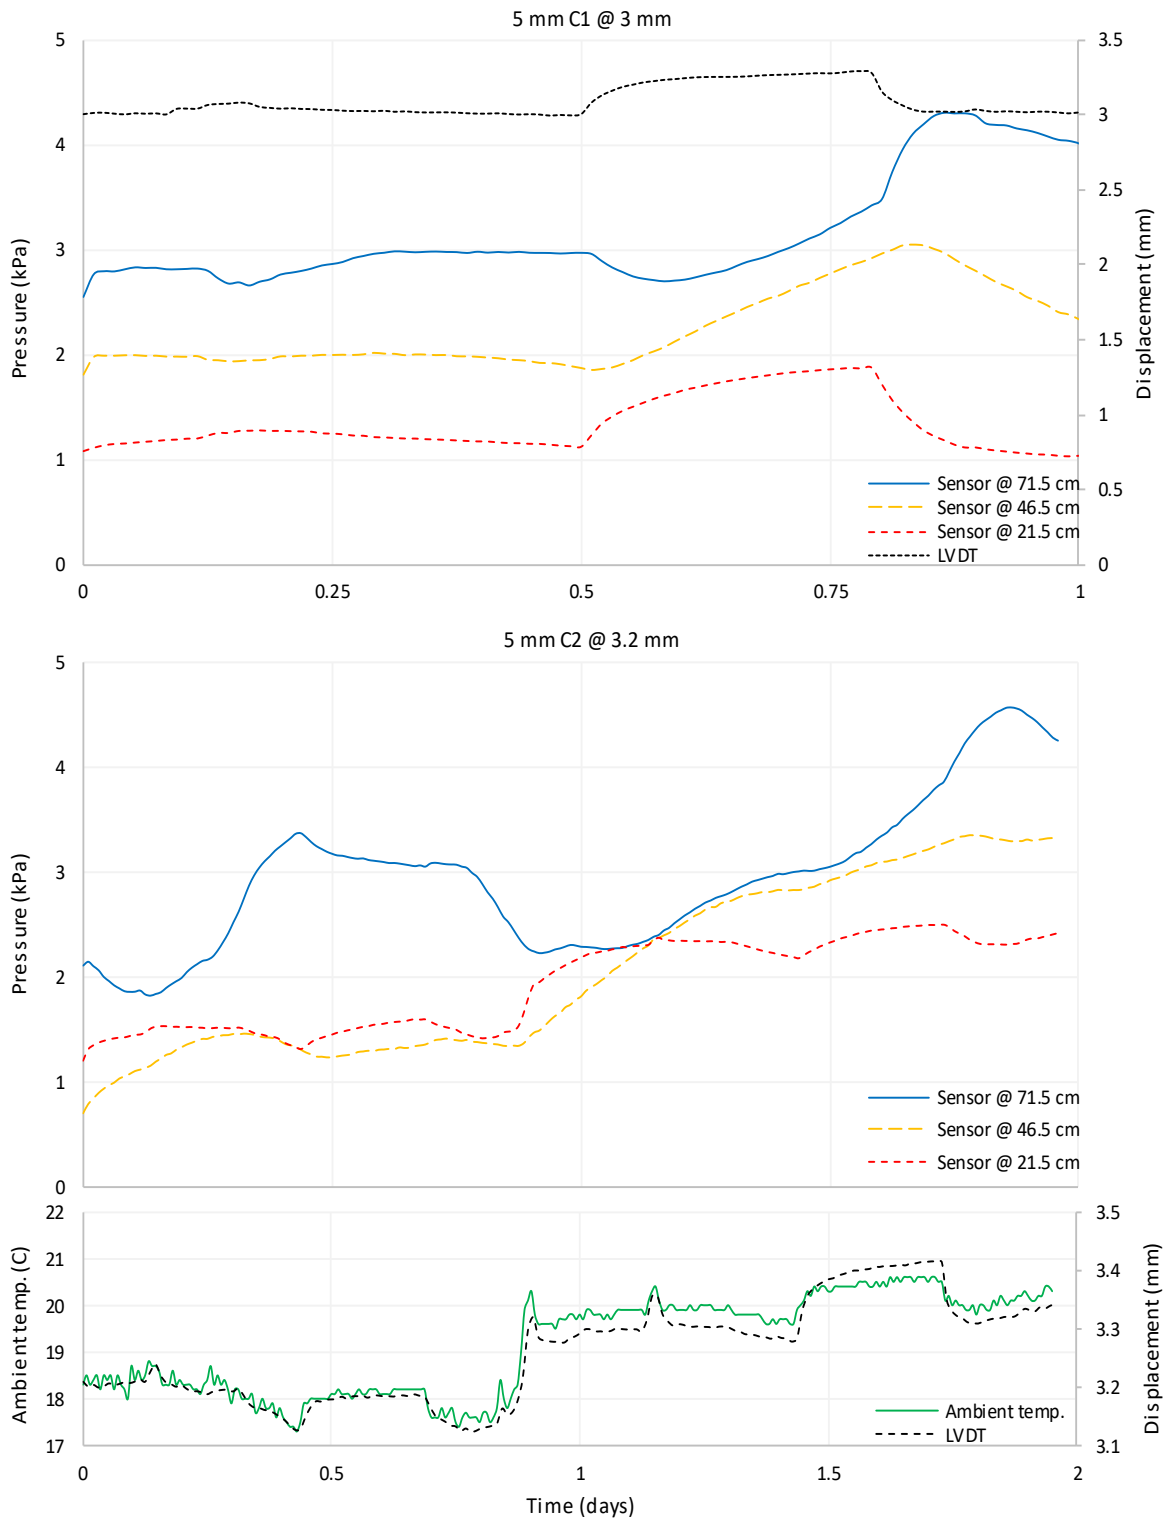 5 mm C1 @ 3 mm
5
4
3
2
1
0
Pressure (kPa)
3.5
3
2.5
2
1.5
1
0.5
0
Displacement (mm)
Sensor @ 71.5 cm
Sensor @ 46.5 cm
Sensor @ 21.5 cm
LVDT
0 0.25 0.5 0.75 1
5 mm C2 @ 3.2 mm
5
4
3
2
1
0
Pressure (kPa)
Sensor @ 71.5 cm
Sensor @ 46.5 cm
Sensor @ 21.5 cm
22
21
20
19
18
17
Ambient temp. (C)
3.5
3.4
3.3
3.2
3.1
Displacement (mm)
Ambient temp.
LVDT
0 0.5 1 1.5 2
Time (days)